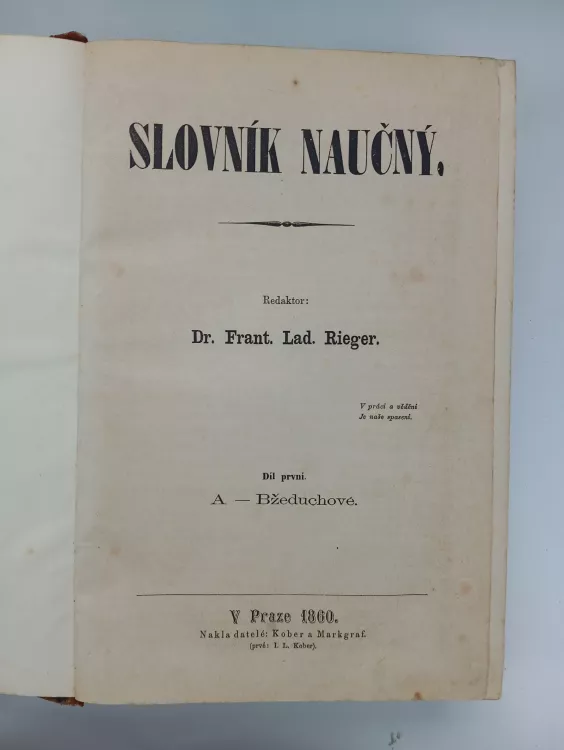 SLOVNÍK NAUČNÝ.
Redaktor:
Dr. Frant. Lad. Rieger.
V práci a vědění
Je naše spasení.
Díl první.
A — Bžeduchové.
V Praze 1860.
Nakladatelé: Kober a Markgraf.
(prvé: I. L. Kober).